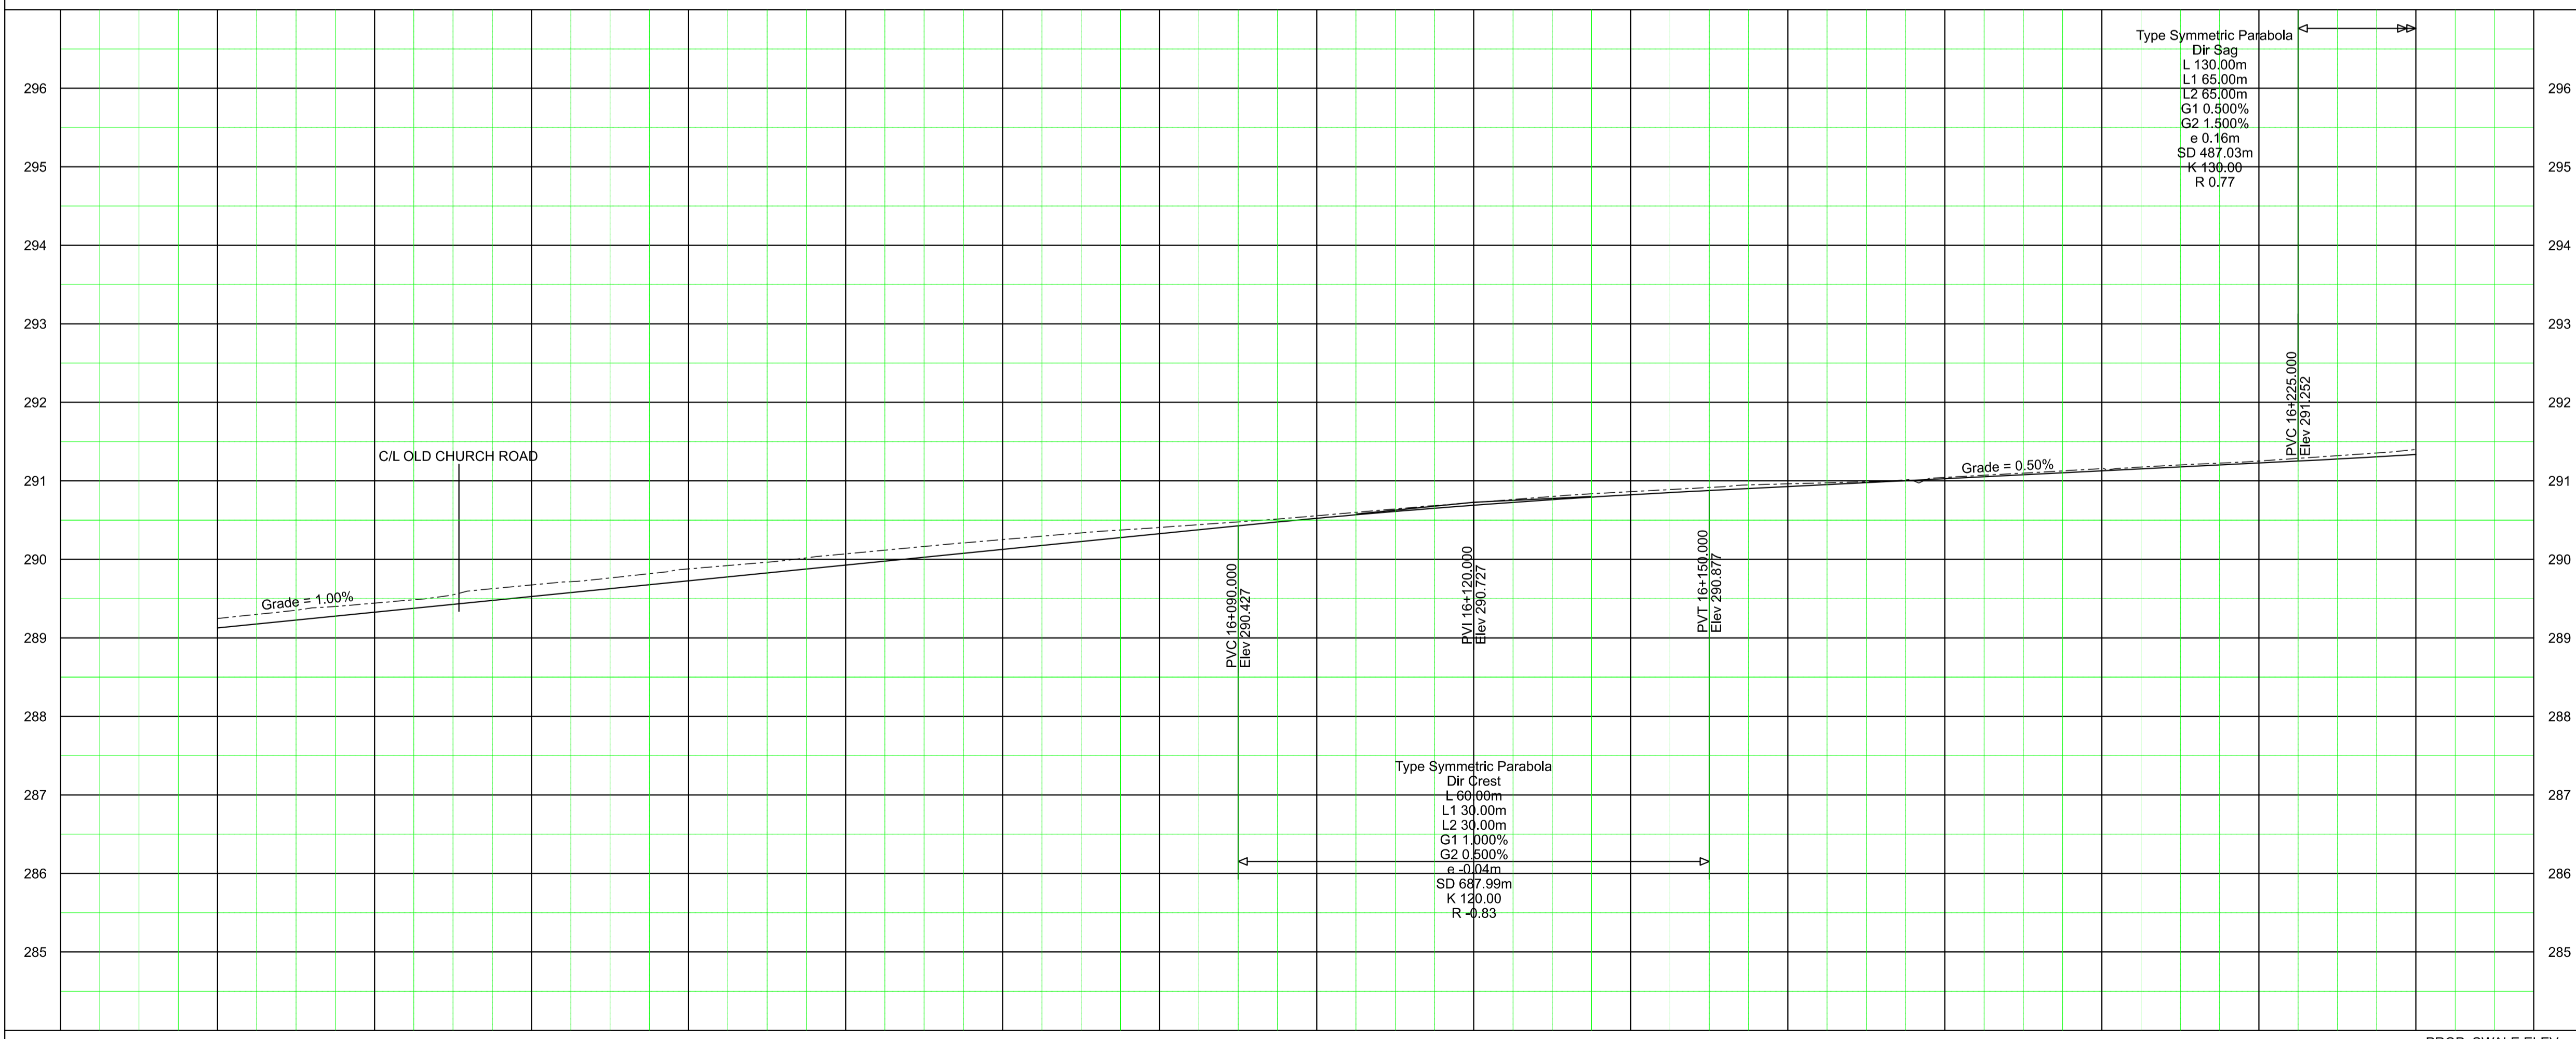 Type Symmetric Parabola
Dir Sag
L 130.00m
L1 65.00m
L2 65.00m
G1 0.500%
G2 1.500%
e 0.16m
SD 487.03m
K 130.00
R 0.77
296
296
295
295
294
294
293
293
292
292
PVC 16+225.000
Elev 291.252
C/L OLD CHURCH ROAD
Grade = 0.50%
291
291
290
290
Grade = 1.00%
PVC 16+090.000
Elev 290.427
PVI 16+120.000
Elev 290.727
PVT 16+150.000
Elev 290.877
289
289
288
288
Type Symmetric Parabola
Dir Crest
L 60.00m
L1 30.00m
L2 30.00m
G1 1.000%
G2 0.500%
e -0.04m
SD 687.99m
K 120.00
R -0.83
287
287
286
286
285
285